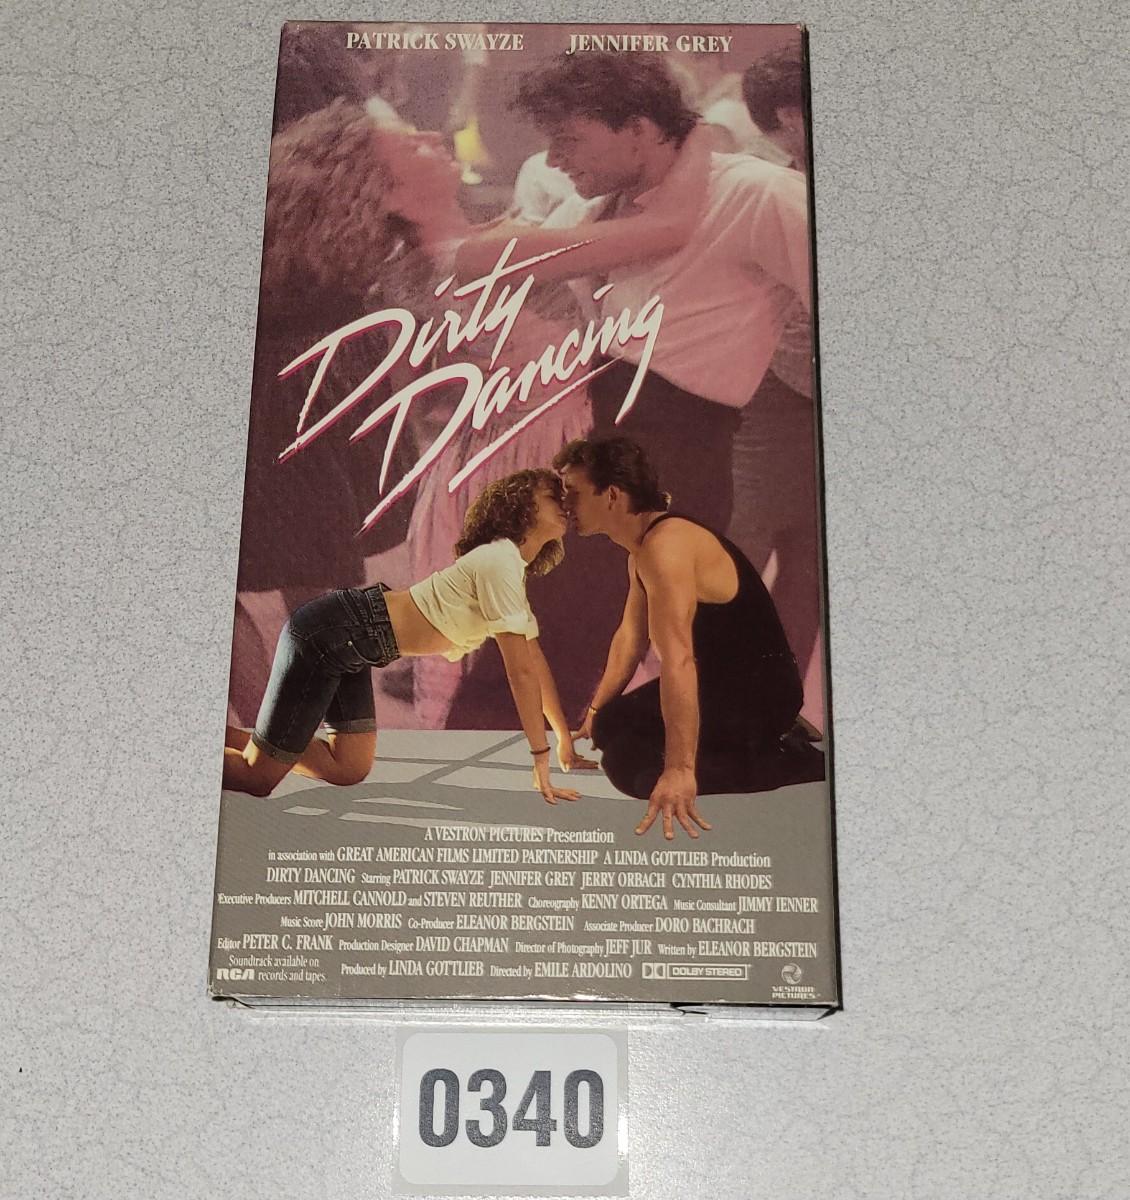 PATRICK SWAYZE JENNIFER GREY
Dirty
Dancing
A VESTRON PICTURES Presentation
in association with GREAT AMERICAN FILMS LIMITED PARTNERSHIP A LINDA GOTTLIEB Production
DIRTY DANCING Starring PATRICK SWAYZE JENNIFER GREY JERRY ORBACH CYNTHIA RHODES
Executive Producers MITCHELL CANNOLD and STEVEN REUTHER Choreography KENNY ORTEGA Music Consultant JIMMY IENNER
Music Score JOHN MORRIS Co-Producer ELEANOR BERGSTEIN Associate Producer DORO BACHRACH
Editor PETER C. FRANK Production Designer DAVID CHAPMAN Director of Photography JEFF JUR Written by ELEANOR BERGSTEIN
Soundtrack available on
RCA records and tapes.
Produced by LINDA GOTTLIEB Directed by EMILE ARDOLINO DOLBY STEREO
VESTRON
PICTURES
0340